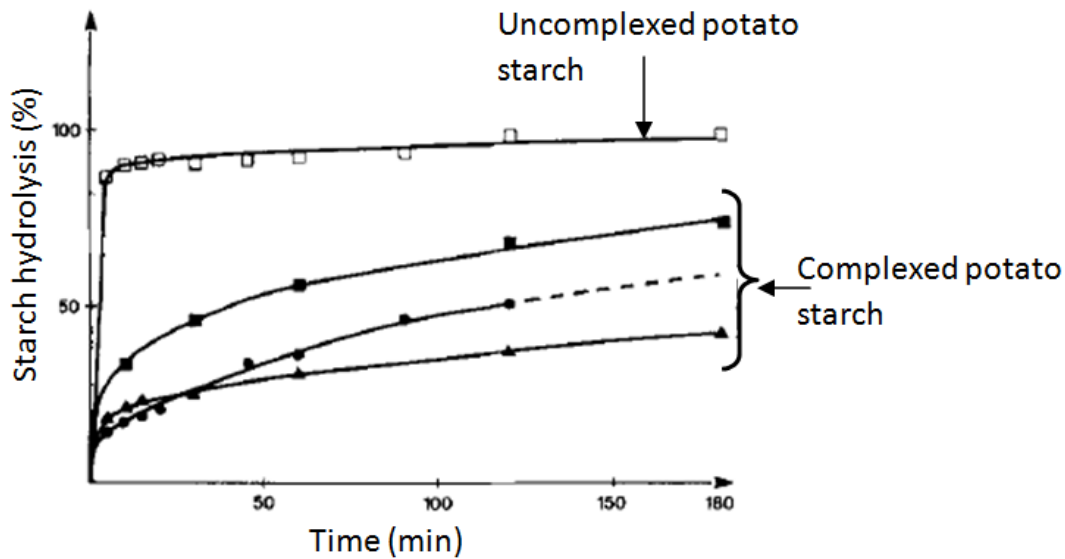 Uncomplexed potato
starch
Starch hydrolysis (%)
100
50
Complexed potato
starch
50
100
150
180
Time (min)